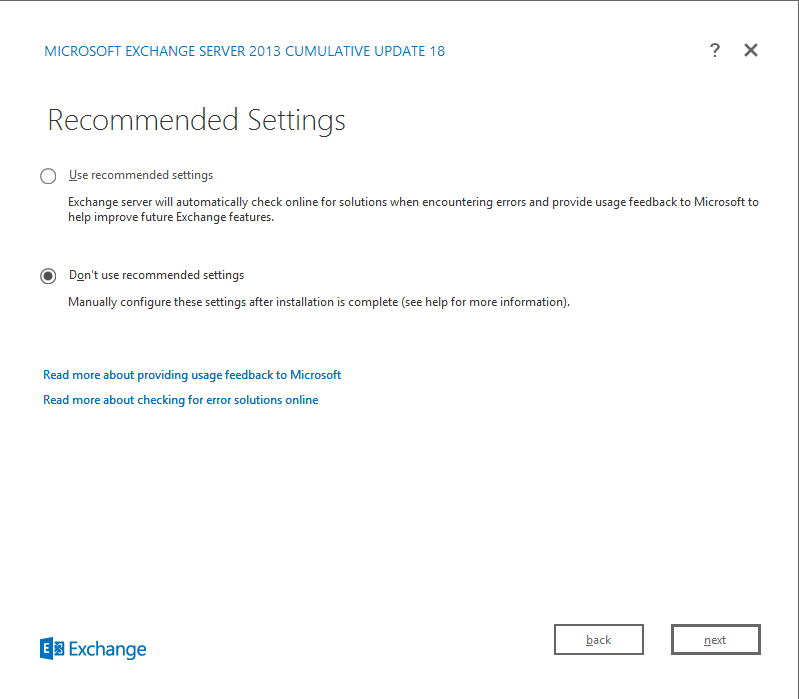 MICROSOFT EXCHANGE SERVER 2013 CUMULATIVE UPDATE 18
?
Recommended Settings
Use recommended settings
Exchange server will automatically check online for solutions when encountering errors and provide usage feedback to Microsoft to
help improve future Exchange features.
Don't use recommended settings
Manually configure these settings after installation is complete (see help for more information).
Read more about providing usage feedback to Microsoft
Read more about checking for error solutions online
E Exchange
back
next